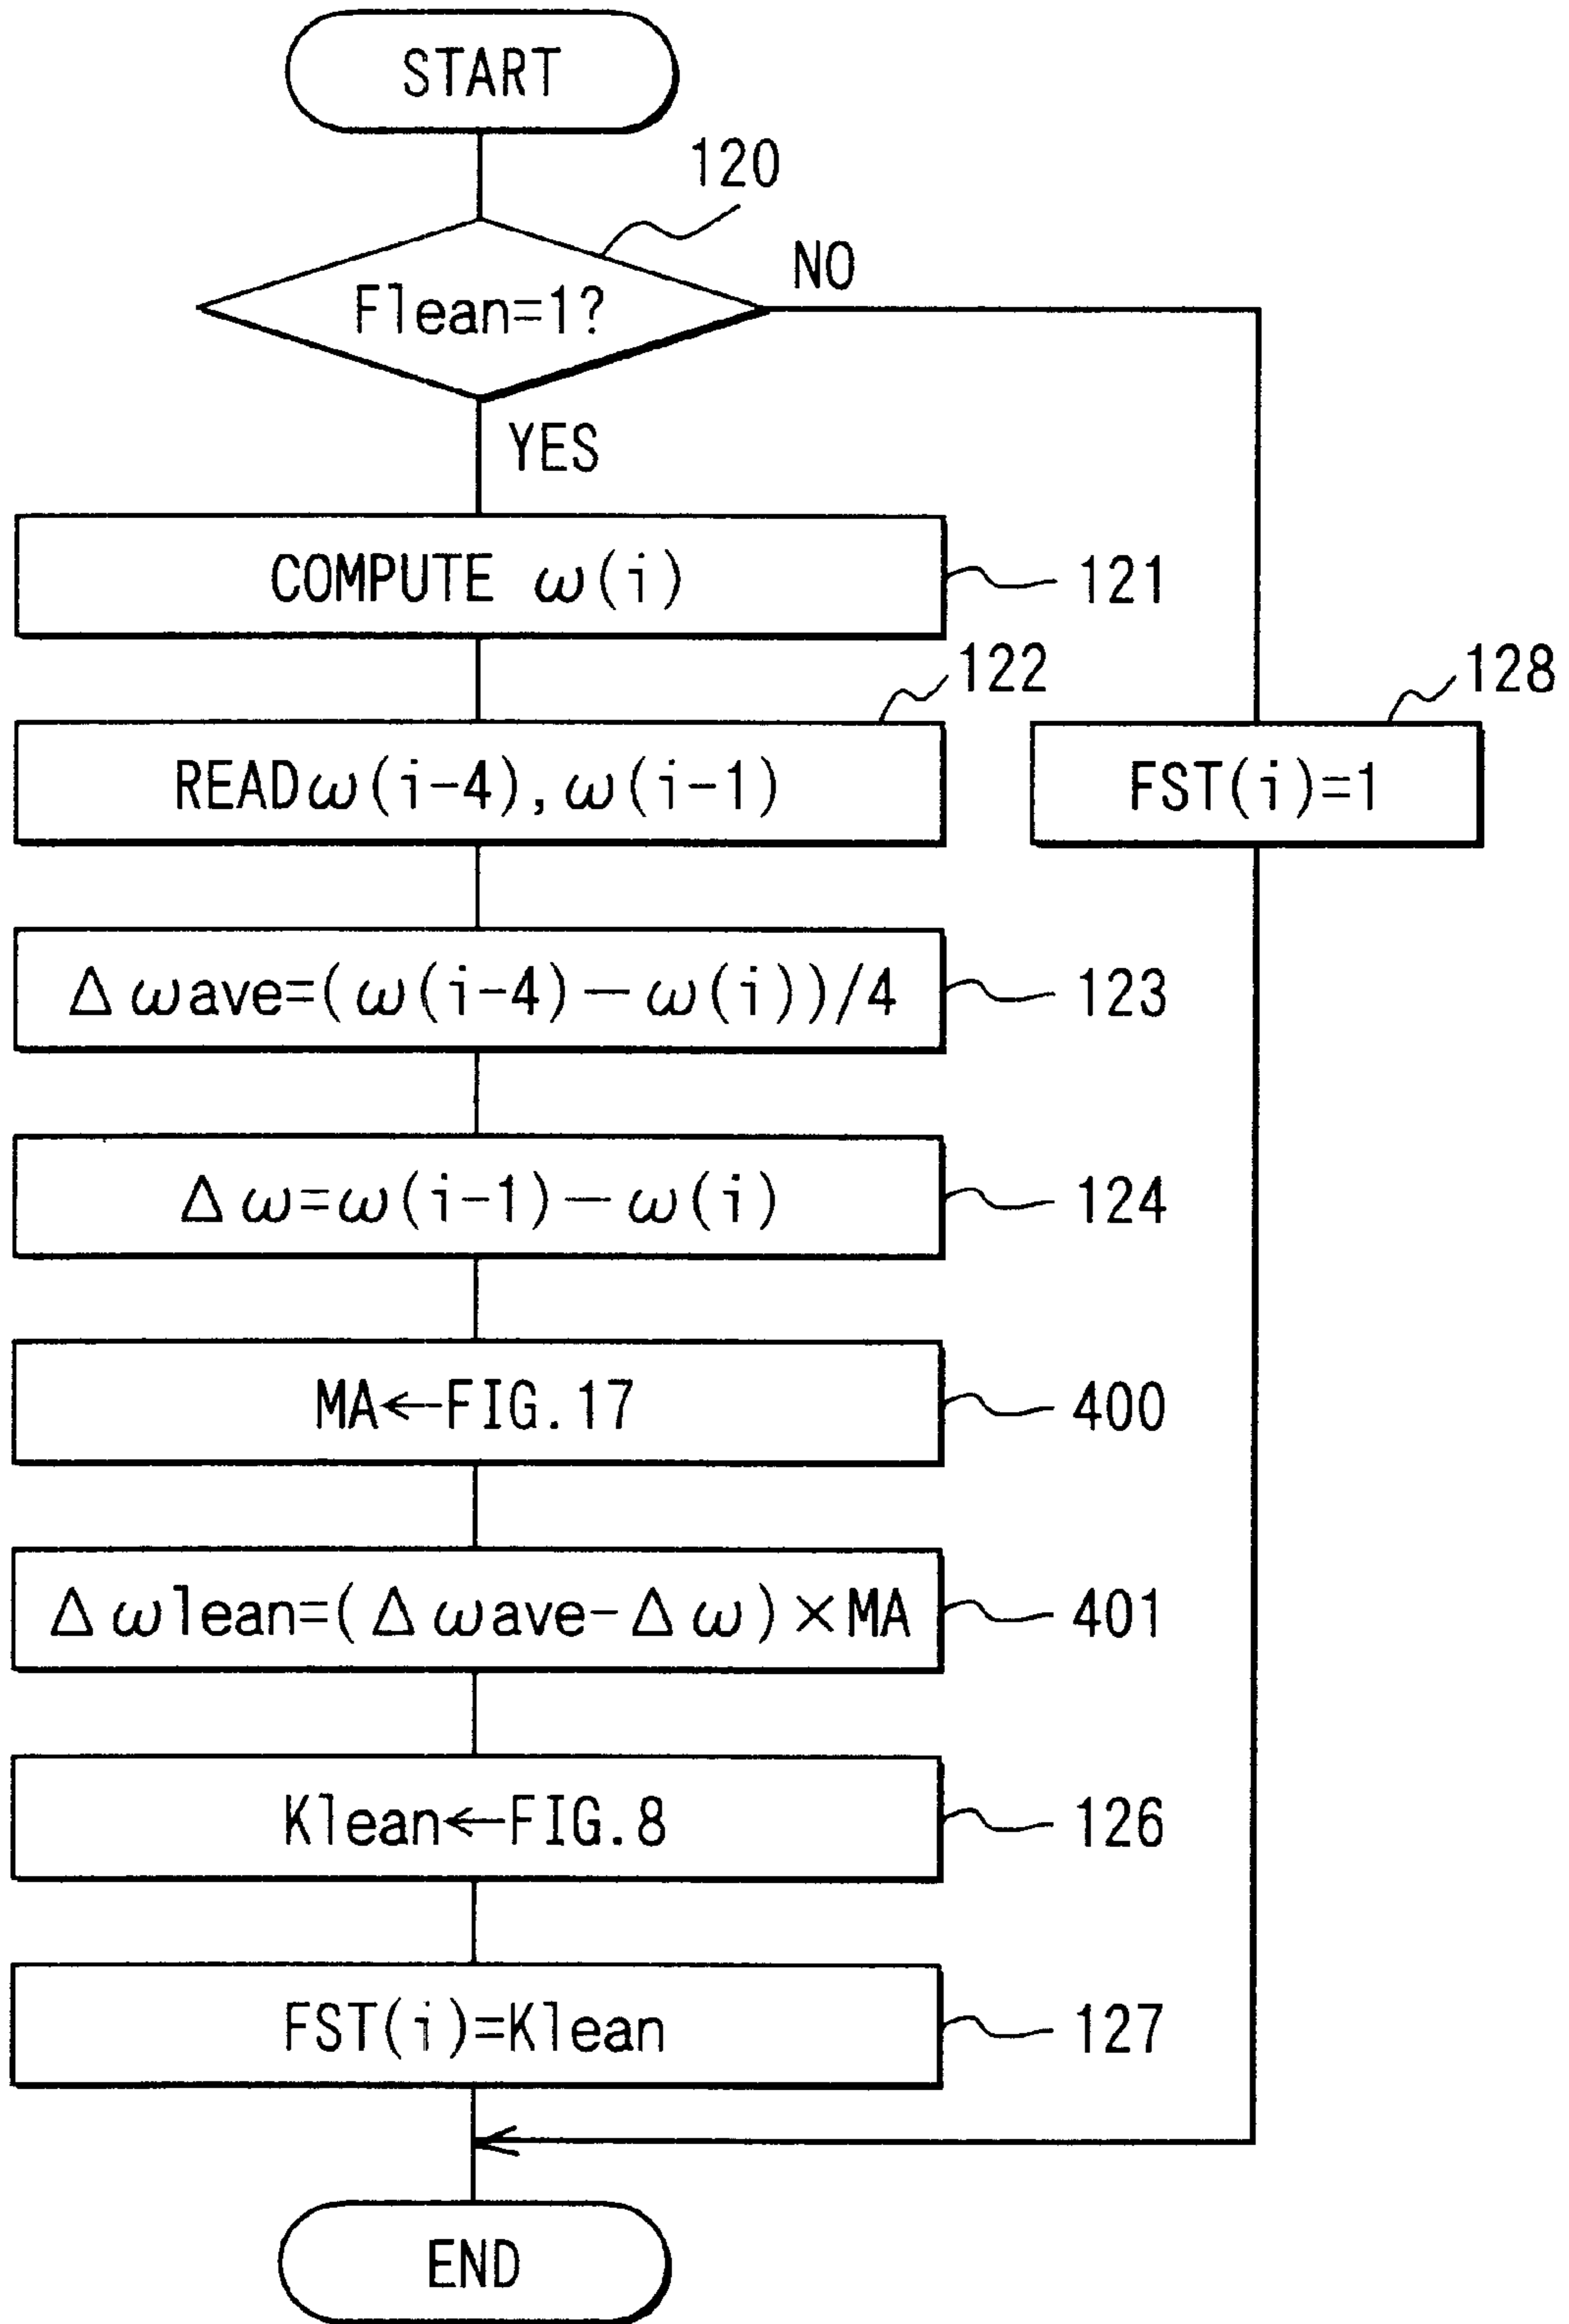 START
120
Flean=1?
NO
YES
COMPUTE ω(i)
121
122
READω(i-4),ω(i-1)
128
FST(i)=1
Δωave=(ω(i-4)-ω(i))/4
123
Δω=ω(i-1)-ω(i)
124
MA←FIG.17
400
Δωlean=(Δωave-Δω)×MA
401
Klean←FIG.8
126
FST(i)=Klean
127
END